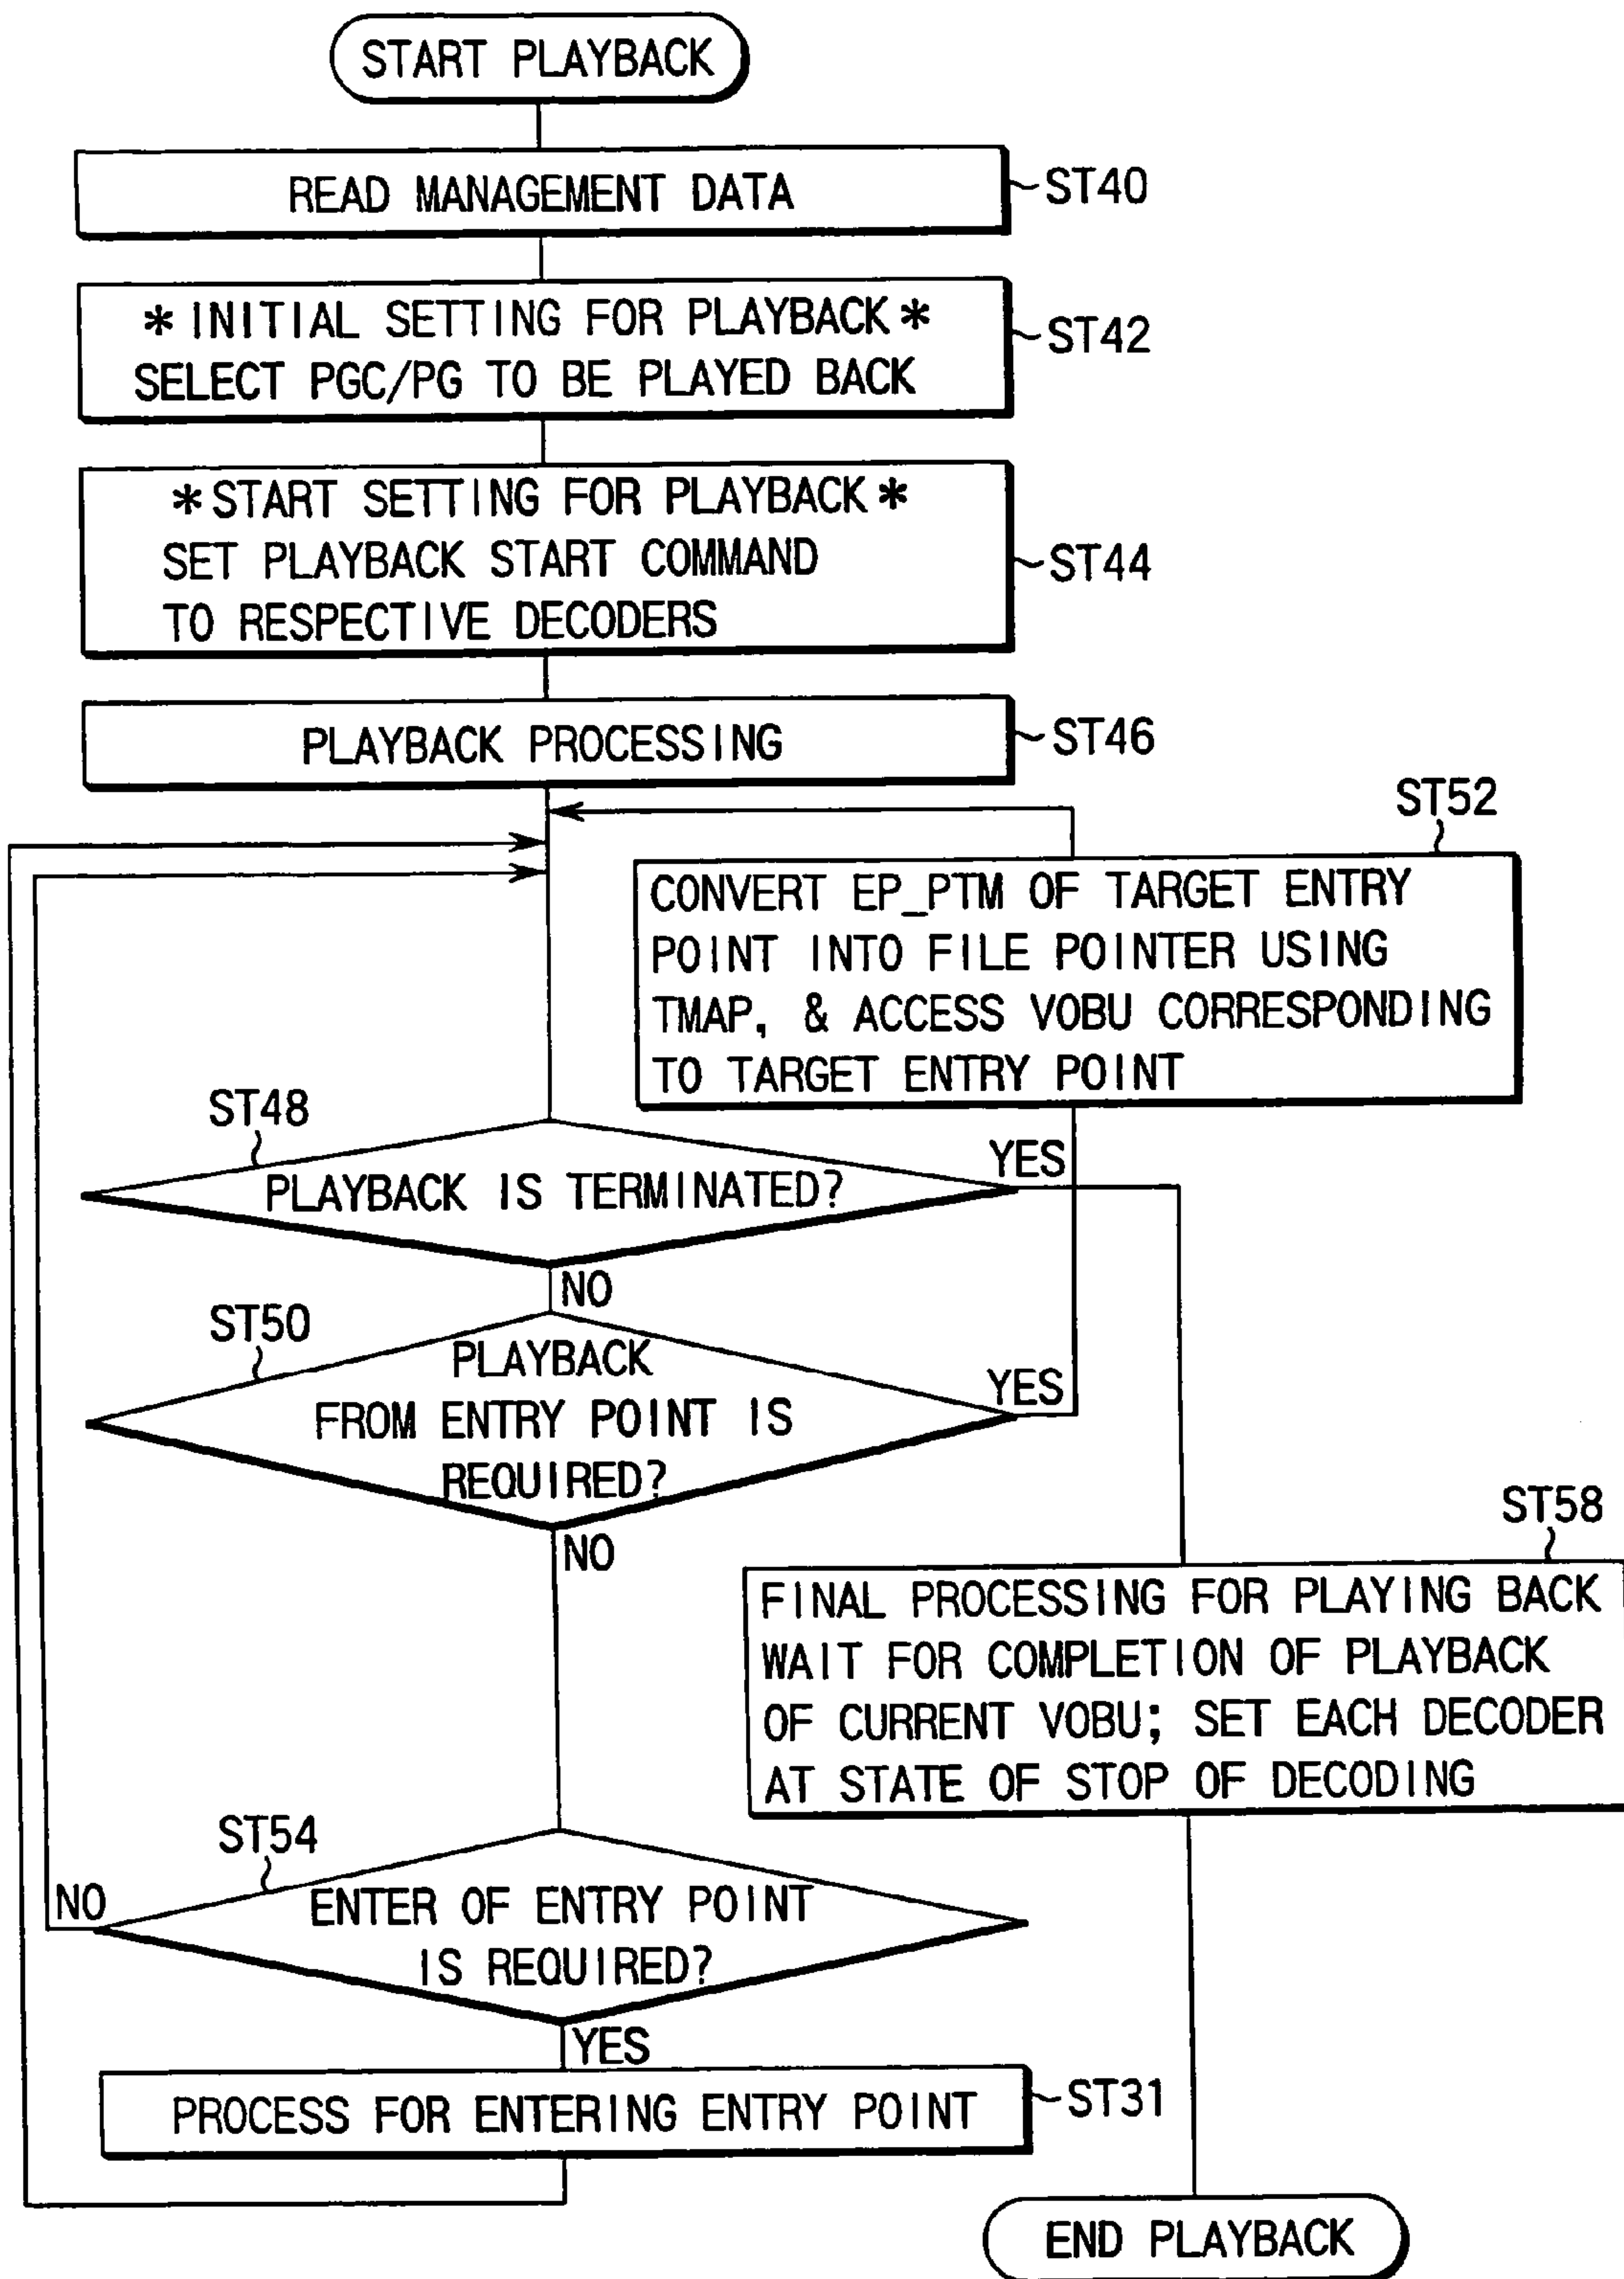 START PLAYBACK
READ MANAGEMENT DATA
ST40
* INITIAL SETTING FOR PLAYBACK *
SELECT PGC/PG TO BE PLAYED BACK
ST42
* START SETTING FOR PLAYBACK *
SET PLAYBACK START COMMAND
TO RESPECTIVE DECODERS
ST44
PLAYBACK PROCESSING
ST46
ST52
CONVERT EP_PTM OF TARGET ENTRY
POINT INTO FILE POINTER USING
TMAP, & ACCESS VOBU CORRESPONDING
TO TARGET ENTRY POINT
ST48
PLAYBACK IS TERMINATED?
YES
NO
ST50
PLAYBACK
FROM ENTRY POINT IS
REQUIRED?
YES
NO
ST58
FINAL PROCESSING FOR PLAYING BACK
WAIT FOR COMPLETION OF PLAYBACK
OF CURRENT VOBU; SET EACH DECODER
AT STATE OF STOP OF DECODING
ST54
NO
ENTER OF ENTRY POINT
IS REQUIRED?
YES
PROCESS FOR ENTERING ENTRY POINT
ST31
END PLAYBACK